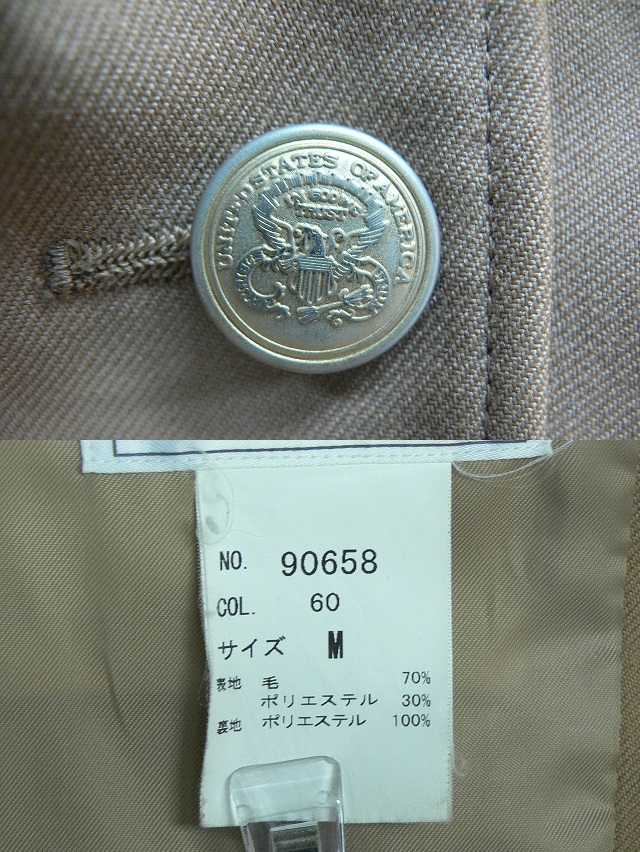 UNITED STATES OF AMERICA
IN GOD WE
TRUST
NO. 90658
COL. 60
サイズ M
表地 毛 70%
ポリエステル 30%
裏地 ポリエステル 100%